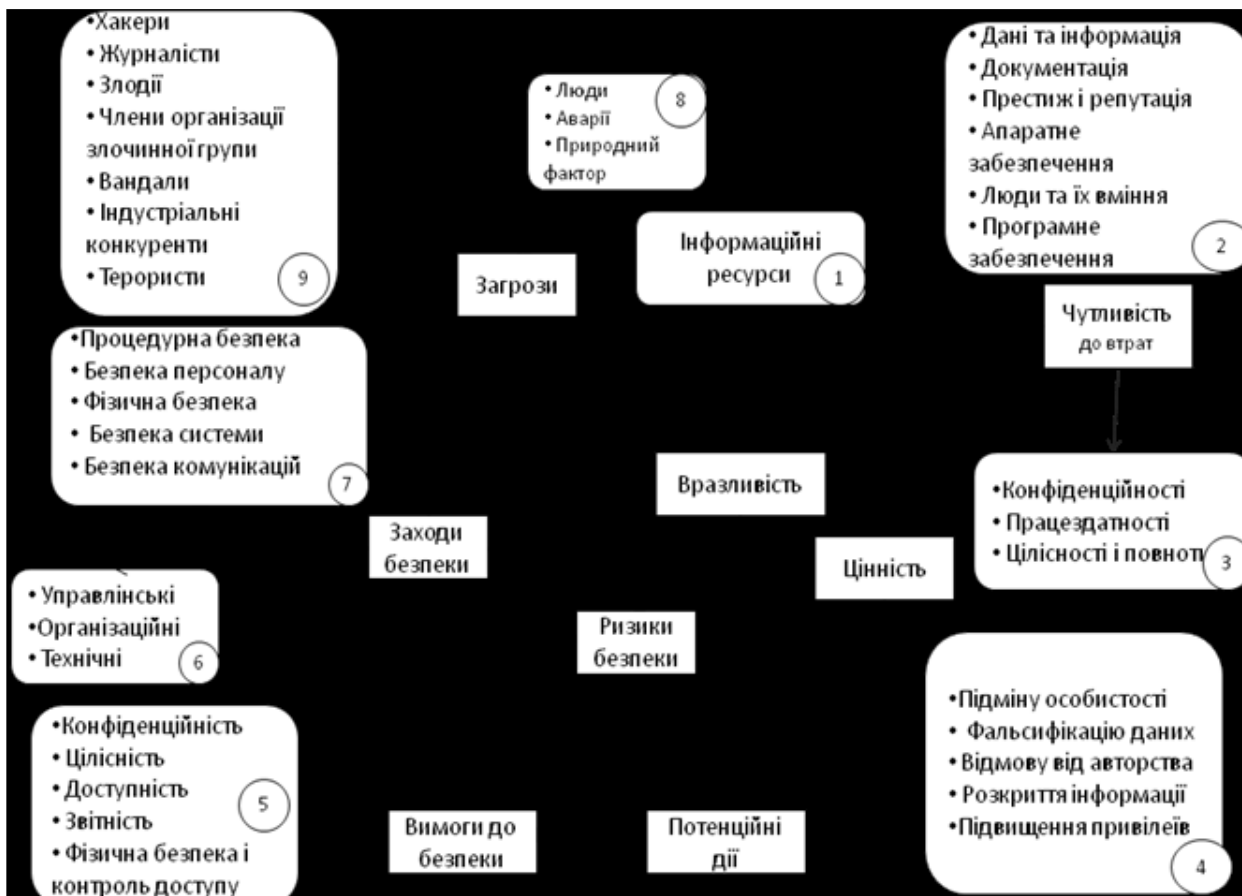 •Хакери
• Журналісти
• Злодії
• Члени організації
злочинної групи
• Вандали
• Індустріальні
конкуренти
• Терористи
9
• Люди
• Аварії
• Природний
фактор
8
• Дані та інформація
• Документація
• Престиж і репутація
• Апаратне
забезпечення
• Люди та їх вміння
• Програмне
забезпечення
2
Інформаційні
ресурси
1
Загрози
Чутливість
до втрат
•Процедурна безпека
• Безпека персоналу
• Фізична безпека
• Безпека системи
• Безпека комунікацій
7
Вразливість
•Конфіденційності
• Працездатності
• Цілісності і повноти
3
Заходи
безпеки
Цінність
• Управлінські
•Організаційні
• Технічні
6
Ризики
безпеки
•Підміну особистості
• Фальсифікацію даних
•Відмову від авторства
• Розкриття інформації
•Підвищення привілеїв
4
•Конфіденційність
• Цілісність
• Доступність
• Звітність
• Фізична безпека і
контроль доступу
5
Вимоги до
безпеки
Потенційні
дії